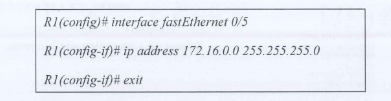 R1(config)# interface fastEthernet 0/5
R1(config-if)# ip address 172.16.0.0 255.255.255.0
R1(config-if)# exit